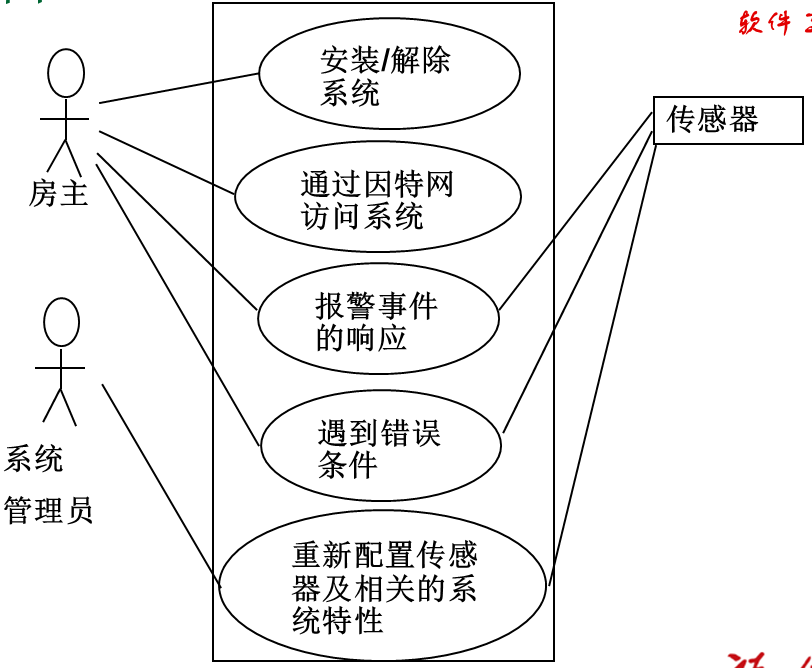 软件
安装/解除
系统
传感器
房主
通过因特网
访问系统
报警事件
的响应
遇到错误
条件
系统
管理员
重新配置传感
器及相关的系
统特性